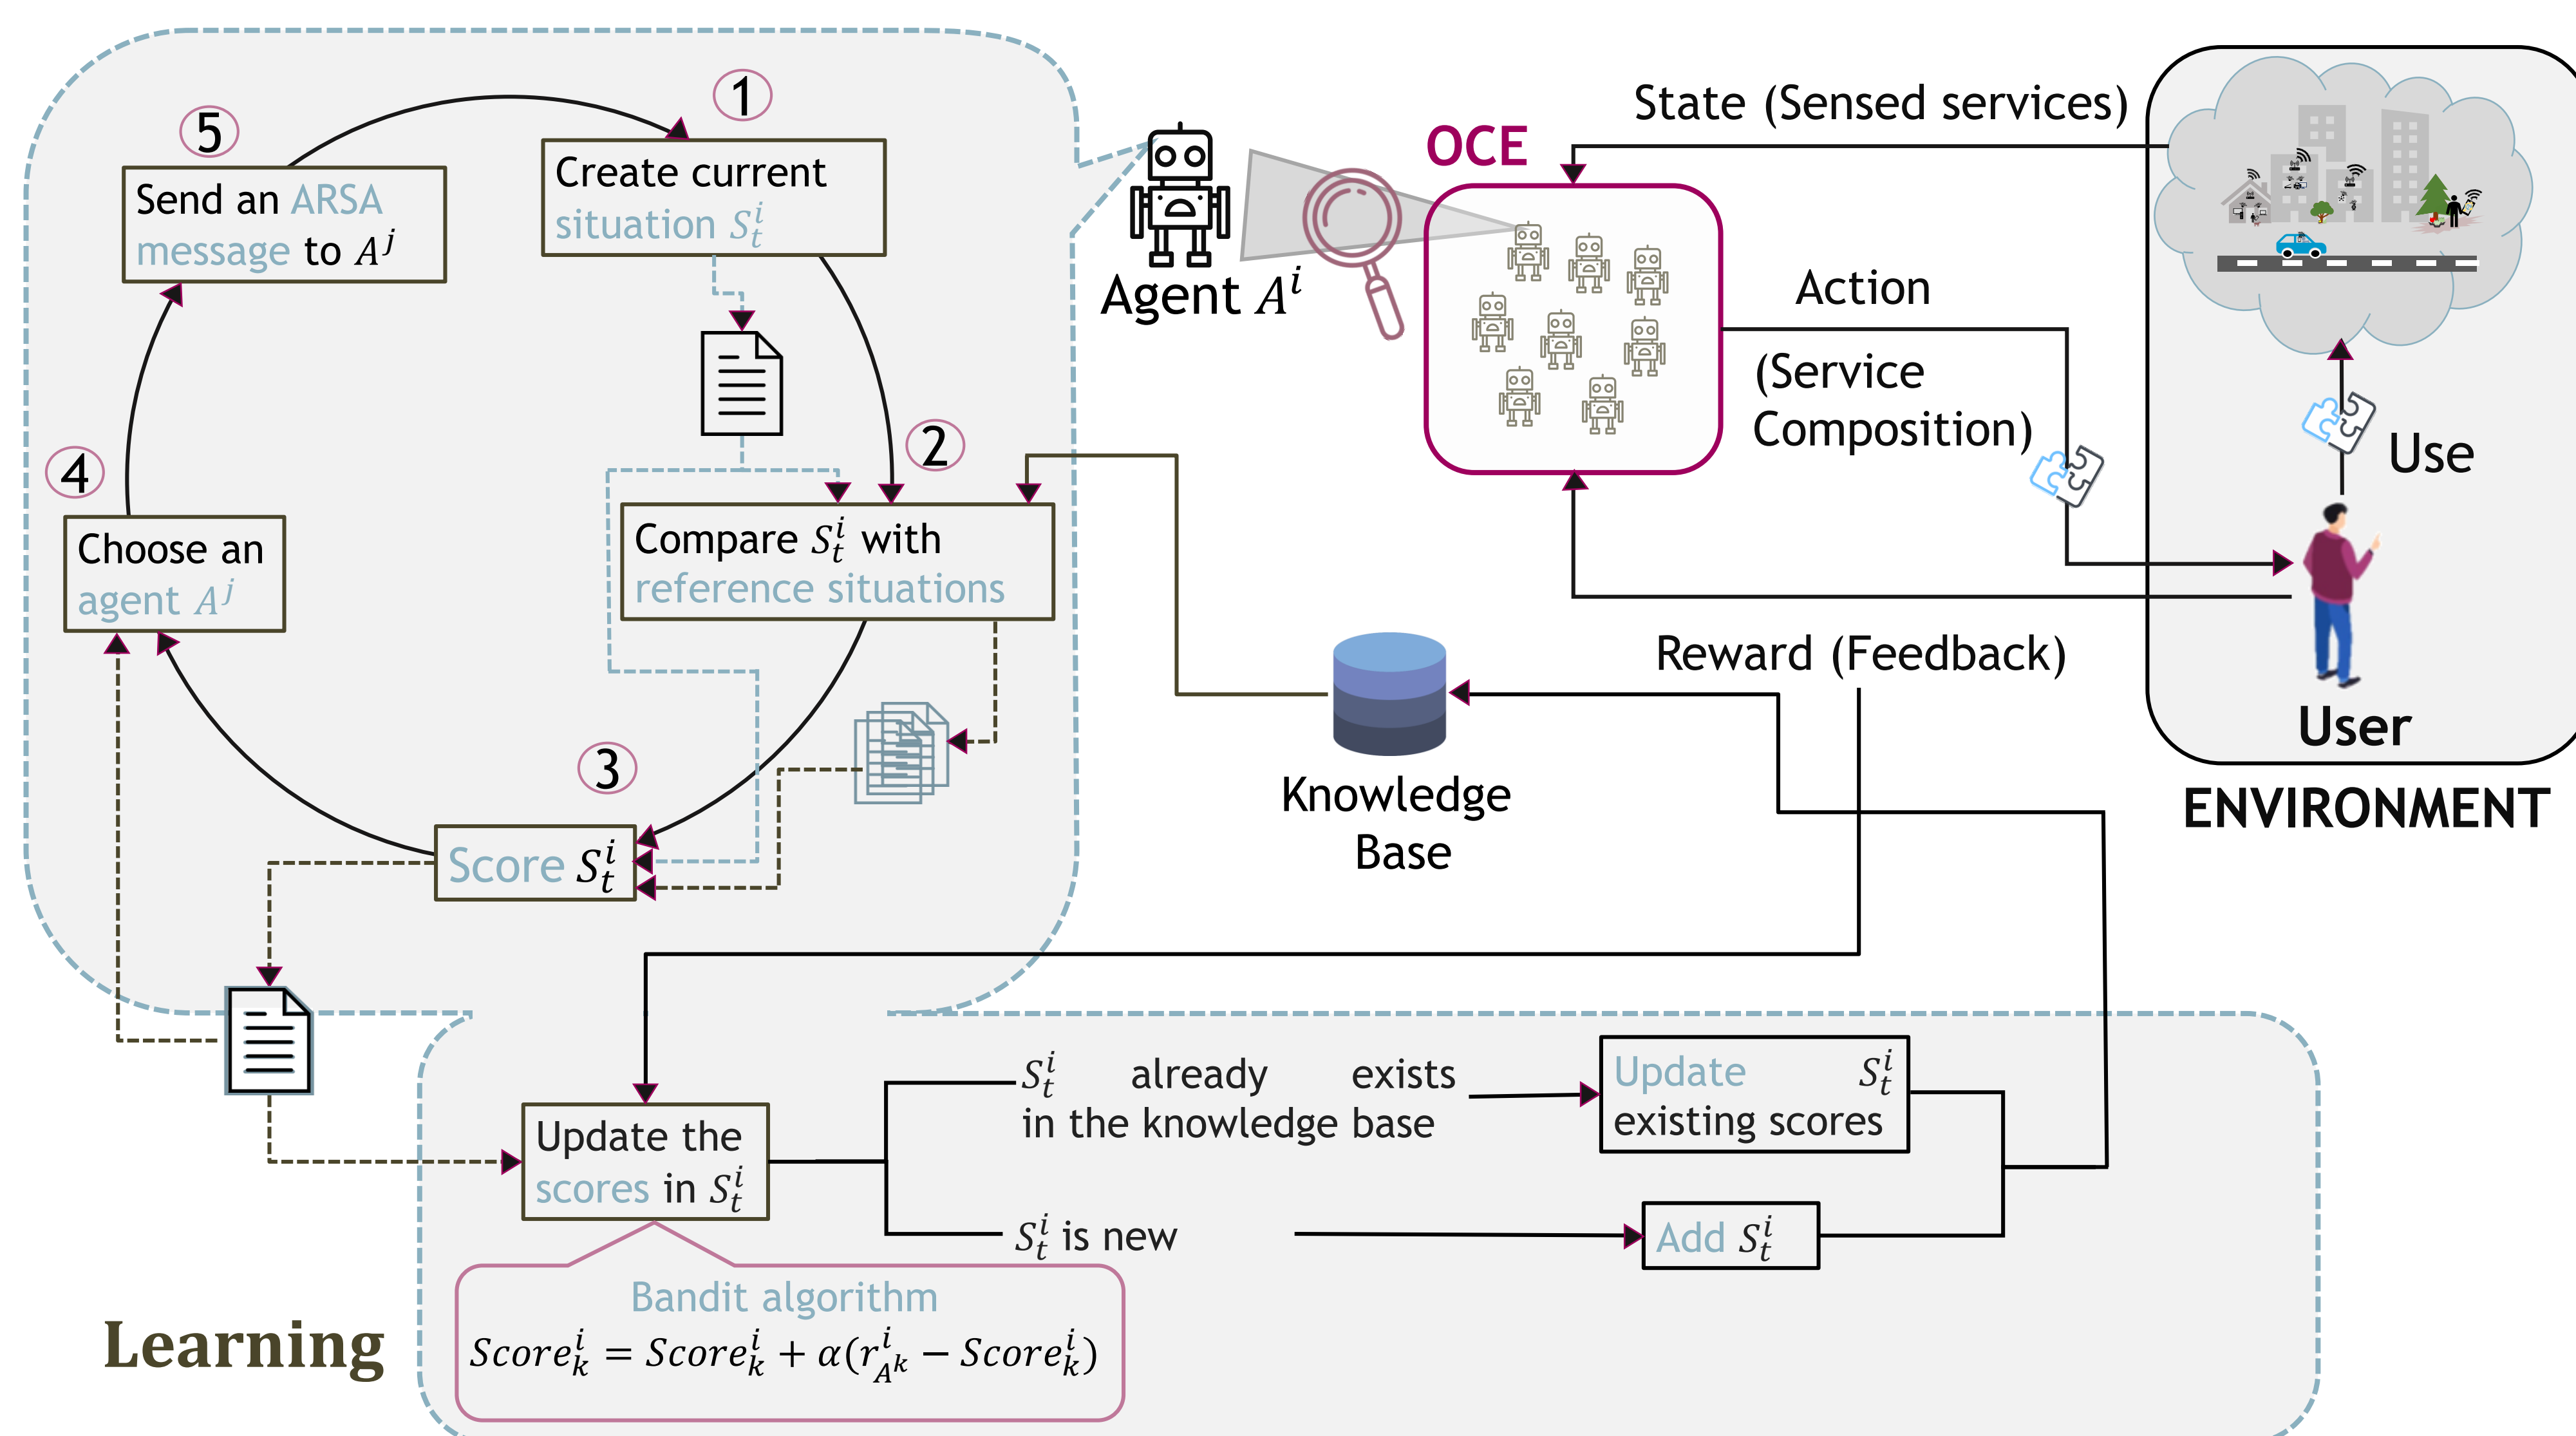 1
Create current
situation S_t^i
5
Send an ARSA
message to A^j
2
Compare S_t^i with
reference situations
4
Choose an
agent A^j
3
Score S_t^i
Agent A^i
OCE
State (Sensed services)
Action
(Service
Composition)
Use
User
ENVIRONMENT
Reward (Feedback)
Knowledge
Base
Update the
scores in S_t^i
S_t^i already exists
in the knowledge base
Update S_t^i
existing scores
S_t^i is new
Add S_t^i
Bandit algorithm
Score_k^i = Score_k^i + α(r_{A^k}^i − Score_k^i)
Learning